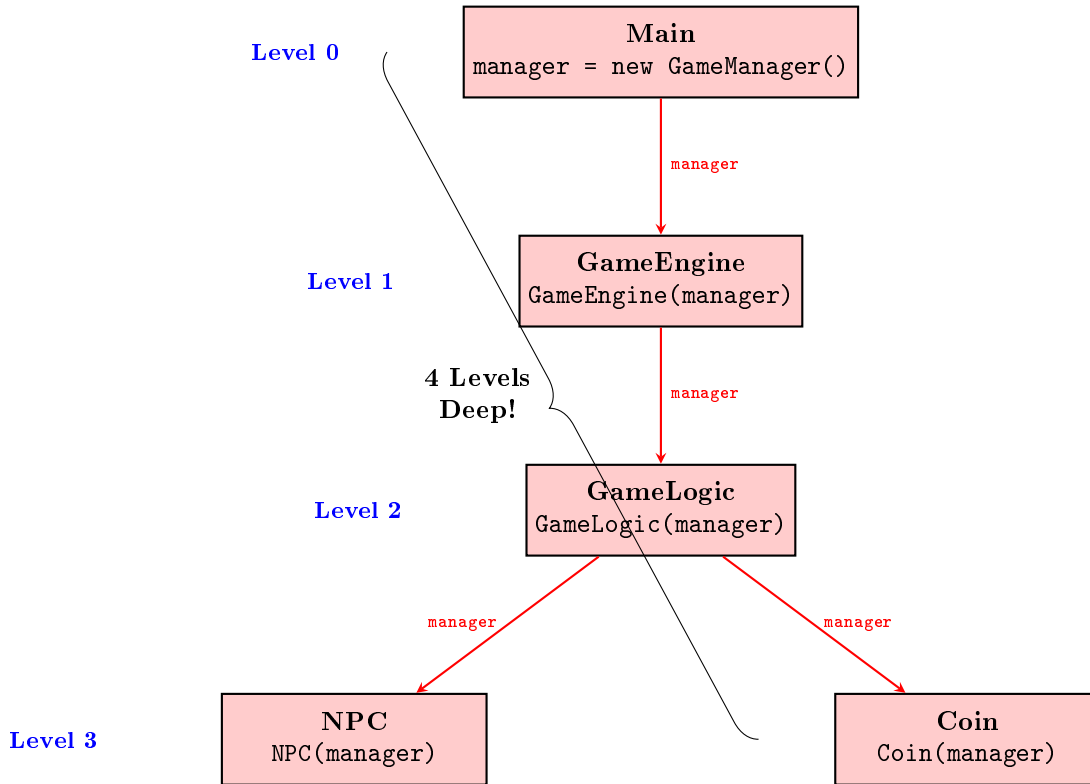 Level 0
Main
manager = new GameManager()
manager
Level 1
GameEngine
GameEngine(manager)
4 Levels
Deep!
manager
Level 2
GameLogic
GameLogic(manager)
manager
manager
Level 3
NPC
NPC(manager)
Coin
Coin(manager)